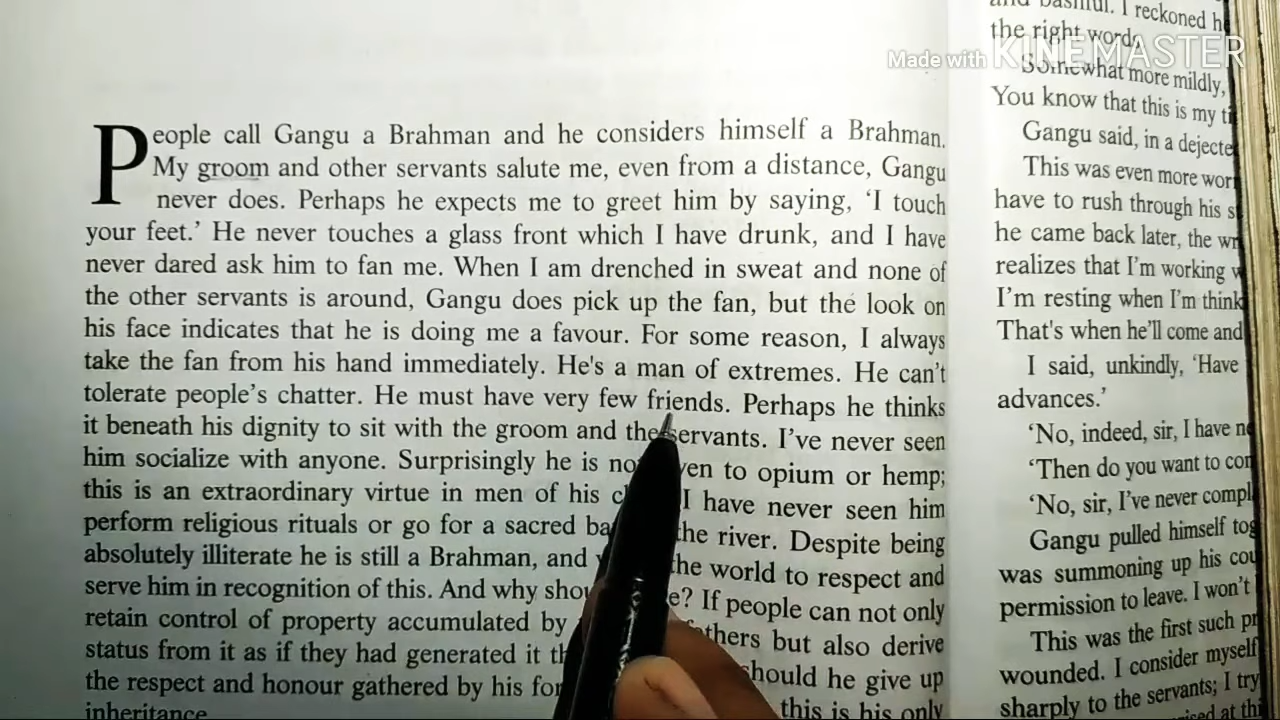 Made with KINEMASTER
People call Gangu a Brahman and he considers himself a Brahman.
My groom and other servants salute me, even from a distance, Gangu
never does. Perhaps he expects me to greet him by saying, ‘I touch
your feet.’ He never touches a glass front which I have drunk, and I have
never dared ask him to fan me. When I am drenched in sweat and none of
the other servants is around, Gangu does pick up the fan, but the look on
his face indicates that he is doing me a favour. For some reason, I always
take the fan from his hand immediately. He's a man of extremes. He can’t
tolerate people’s chatter. He must have very few friends. Perhaps he thinks
it beneath his dignity to sit with the groom and the servants. I’ve never seen
him socialize with anyone. Surprisingly he is to opium or hemp;
this is an extraordinary virtue in men of his I have never seen him
perform religious rituals or go for a sacred the river. Despite being
absolutely illiterate he is still a Brahman, and the world to respect and
serve him in recognition of this. And why If people can not only
retain control of property accumulated by but also derive
status from it as if they had generated it should he give up
the respect and honour gathered by his this is his only
inheritance
and bashful. I reckoned
the right words
Somewhat more mildly,
You know that this is my
Gangu said, in a
This was even more
have to rush through his
he came back later, the
realizes that I’m working
I’m resting when I’m
That's when he’ll come and
I said, unkindly, ‘Have
advances.’
‘No, indeed, sir, I have
‘Then do you want to
‘No, sir, I’ve never
Gangu pulled himself
was summoning up his
permission to leave. I won’t
This was the first such
wounded. I consider myself
sharply to the servants; I try
at